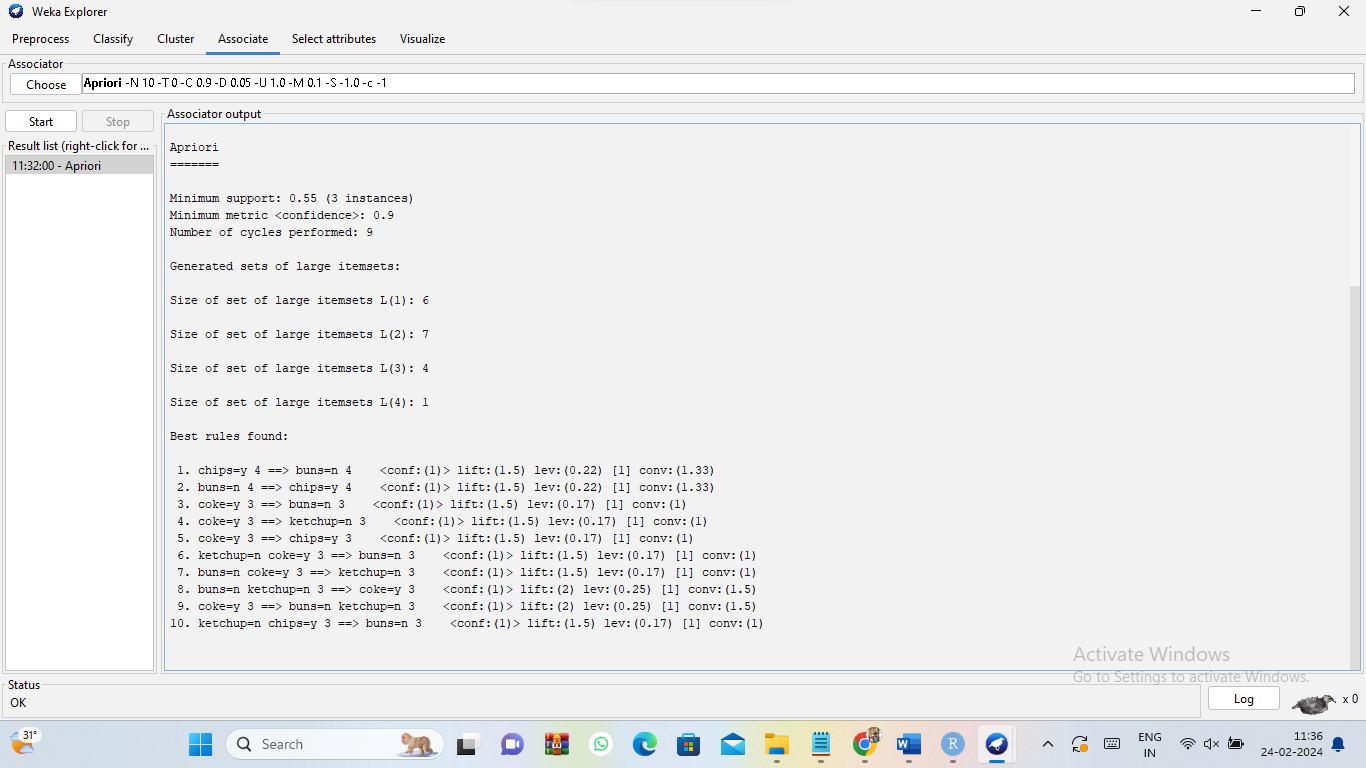 Weka Explorer
Preprocess Classify Cluster Associate Select attributes Visualize
Associator
Choose Apriori -N 10 -T 0 -C 0.9 -D 0.05 -U 1.0 -M 0.1 -S -1.0 -c -1
Start Stop
Result list (right-click for ...
11:32:00 - Apriori
Associator output
Apriori
=======
Minimum support: 0.55 (3 instances)
Minimum metric <confidence>: 0.9
Number of cycles performed: 9
Generated sets of large itemsets:
Size of set of large itemsets L(1): 6
Size of set of large itemsets L(2): 7
Size of set of large itemsets L(3): 4
Size of set of large itemsets L(4): 1
Best rules found:
1. chips=y 4 ==> buns=n 4 <conf:(1)> lift:(1.5) lev:(0.22) [1] conv:(1.33)
2. buns=n 4 ==> chips=y 4 <conf:(1)> lift:(1.5) lev:(0.22) [1] conv:(1.33)
3. coke=y 3 ==> buns=n 3 <conf:(1)> lift:(1.5) lev:(0.17) [1] conv:(1)
4. coke=y 3 ==> ketchup=n 3 <conf:(1)> lift:(1.5) lev:(0.17) [1] conv:(1)
5. coke=y 3 ==> chips=y 3 <conf:(1)> lift:(1.5) lev:(0.17) [1] conv:(1)
6. ketchup=n coke=y 3 ==> buns=n 3 <conf:(1)> lift:(1.5) lev:(0.17) [1] conv:(1)
7. buns=n coke=y 3 ==> ketchup=n 3 <conf:(1)> lift:(1.5) lev:(0.17) [1] conv:(1)
8. buns=n ketchup=n 3 ==> coke=y 3 <conf:(1)> lift:(2) lev:(0.25) [1] conv:(1.5)
9. coke=y 3 ==> buns=n ketchup=n 3 <conf:(1)> lift:(2) lev:(0.25) [1] conv:(1.5)
10. ketchup=n chips=y 3 ==> buns=n 3 <conf:(1)> lift:(1.5) lev:(0.17) [1] conv:(1)
Activate Windows
Go to Settings to activate Windows.
Status
OK
Log
x 0
31°
Search
R
W
ENG
IN
11:36
24-02-2024